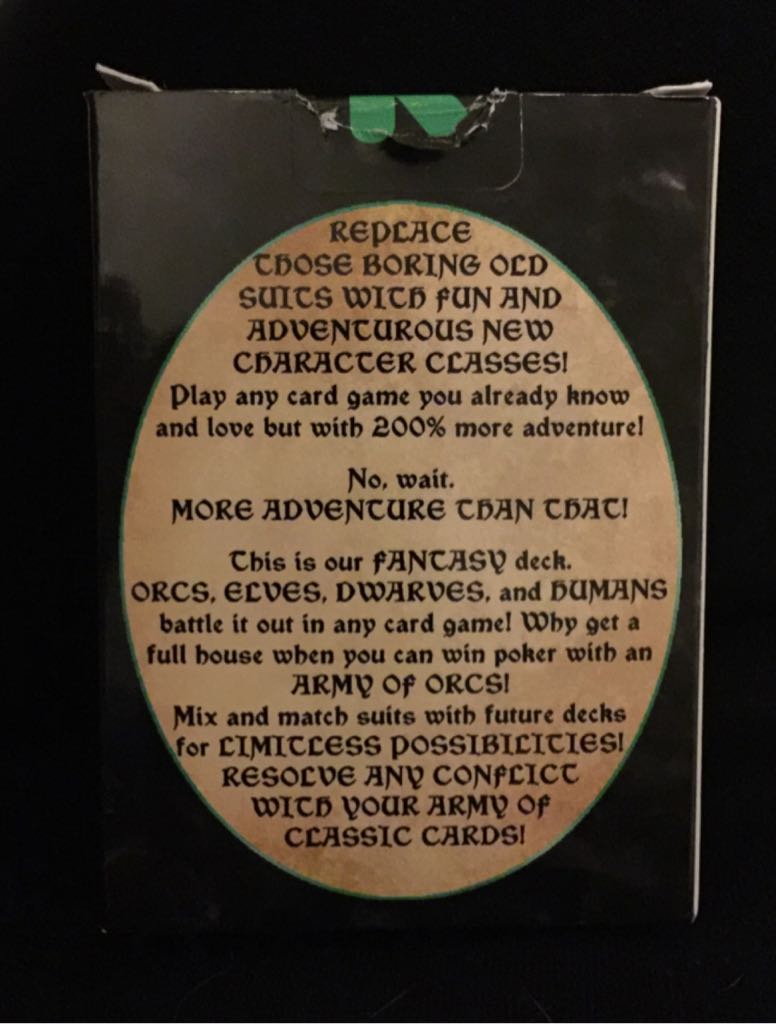 REPLACE
THOSE BORING OLD
SUITS WITH FUN AND
ADVENTUROUS NEW
CHARACTER CLASSES!
Play any card game you already know
and love but with 200% more adventure!
No, wait.
MORE ADVENTURE THAN THAT!
This is our FANTASY deck.
ORCS, ELVES, DWARVES, and HUMANS
battle it out in any card game! Why get a
full house when you can win poker with an
ARMY OF ORCS!
Mix and match suits with future decks
for LIMITLESS POSSIBILITIES!
RESOLVE ANY CONFLICT
WITH YOUR ARMY OF
CLASSIC CARDS!